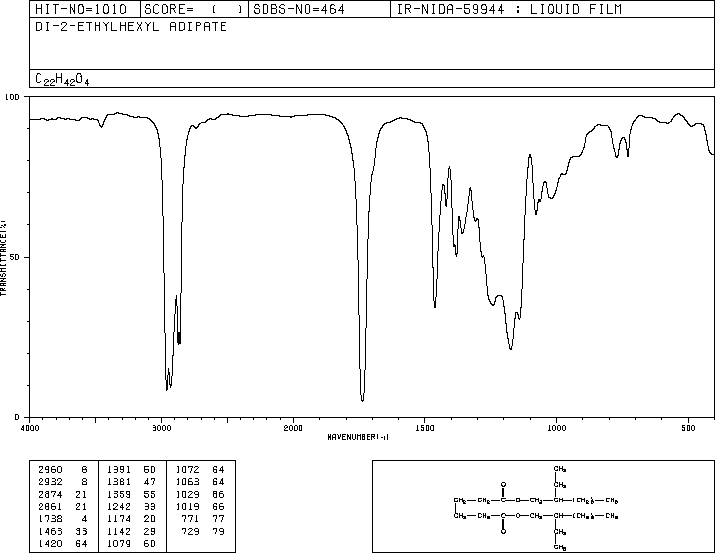 HIT-NO=1010 SCORE= ( ) SDBS-NO=464 IR-NIDA-59944 : LIQUID FILM
DI-2-ETHYLHEXYL ADIPATE
C22H42O4
100
50
0
TRANSMITTANCE(%)
4000 3000 2000 1500 1000 500
WAVENUMBER(-1)
2960 6 1391 50 1072 64
2932 8 1381 47 1063 64
2874 21 1359 55 1029 66
2861 21 1242 33 1019 66
1738 4 1174 20 771 77
1463 33 1142 29 729 79
1420 64 1079 60